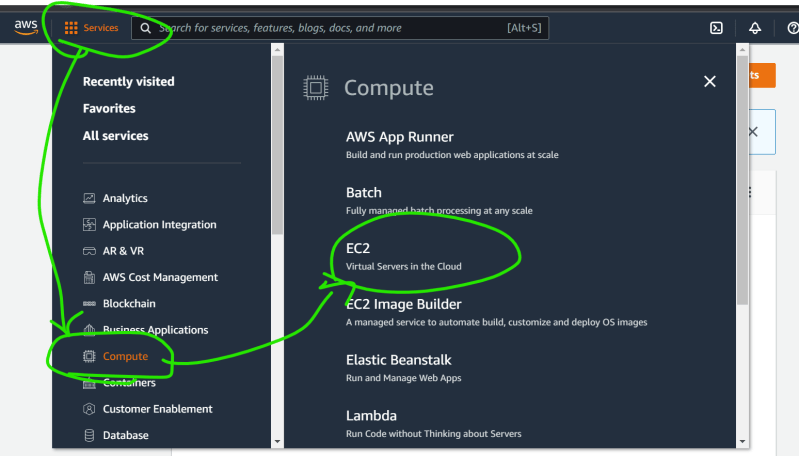 aws
Services
Search for services, features, blogs, docs, and more [Alt+S]
Recently visited
Favorites
All services
Analytics
Application Integration
AR & VR
AWS Cost Management
Blockchain
Business Applications
Compute
Containers
Customer Enablement
Database
Compute
AWS App Runner
Build and run production web applications at scale
Batch
Fully managed batch processing at any scale
EC2
Virtual Servers in the Cloud
EC2 Image Builder
A managed service to automate build, customize and deploy OS images
Elastic Beanstalk
Run and Manage Web Apps
Lambda
Run Code without Thinking about Servers